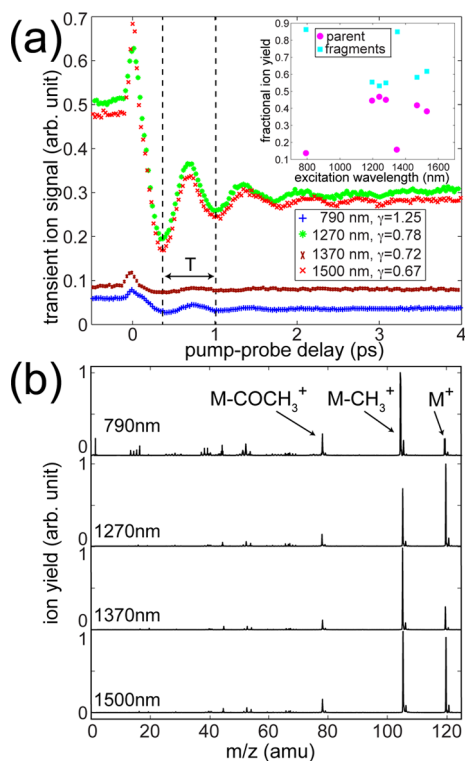 (a)
0.7
0.6
0.5
0.4
0.3
0.2
0.1
0
transient ion signal (arb. unit)
0 1 2 3 4
pump-probe delay (ps)
T
0.9
0.8
0.7
0.6
0.5
0.4
0.3
0.2
0.1
fractional ion yield
parent
fragments
800 1000 1200 1400 1600
excitation wavelength (nm)
790 nm, γ=1.25
1270 nm, γ=0.78
1370 nm, γ=0.72
1500 nm, γ=0.67
(b)
ion yield (arb. unit)
1
0
790nm
M-COCH₃⁺
M-CH₃⁺
M⁺
1
0
1270nm
1
0
1370nm
1
0
1500nm
0 20 40 60 80 100 120
m/z (amu)